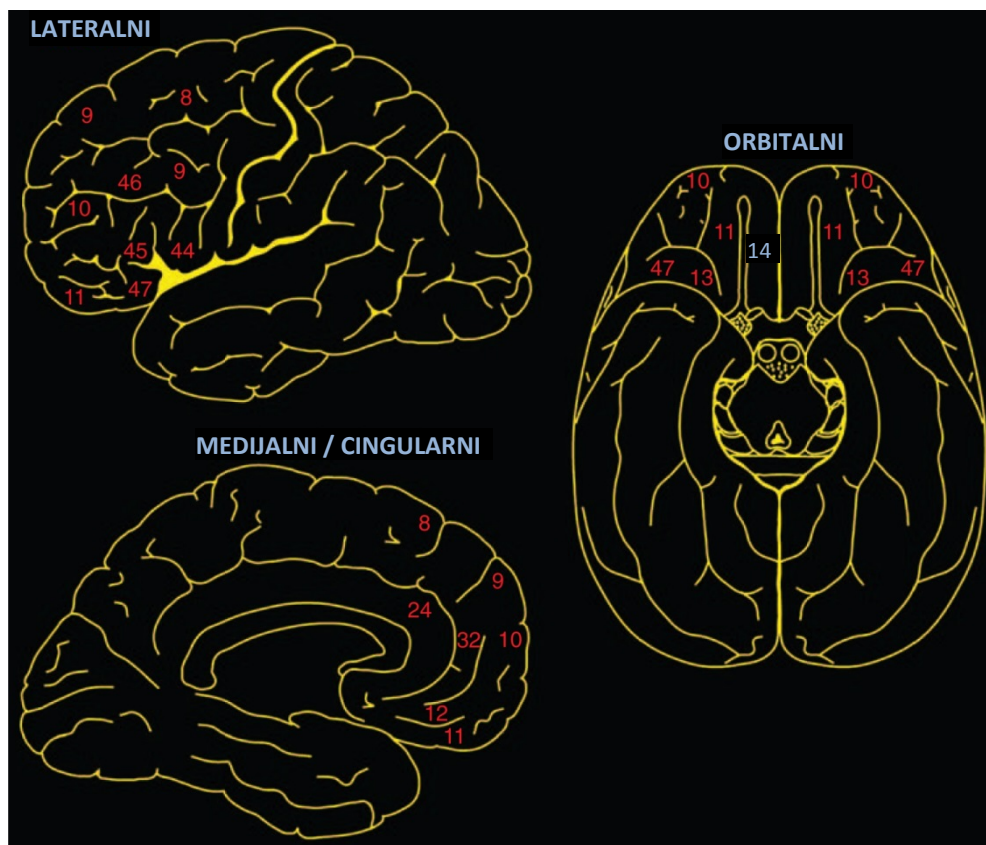 LATERALNI
8
9
9
46
10
45 44
11 47
ORBITALNI
10 10
11 14 11
47 13 13 47
MEDIJALNI / CINGULARNI
8
9
24
32 10
12
11